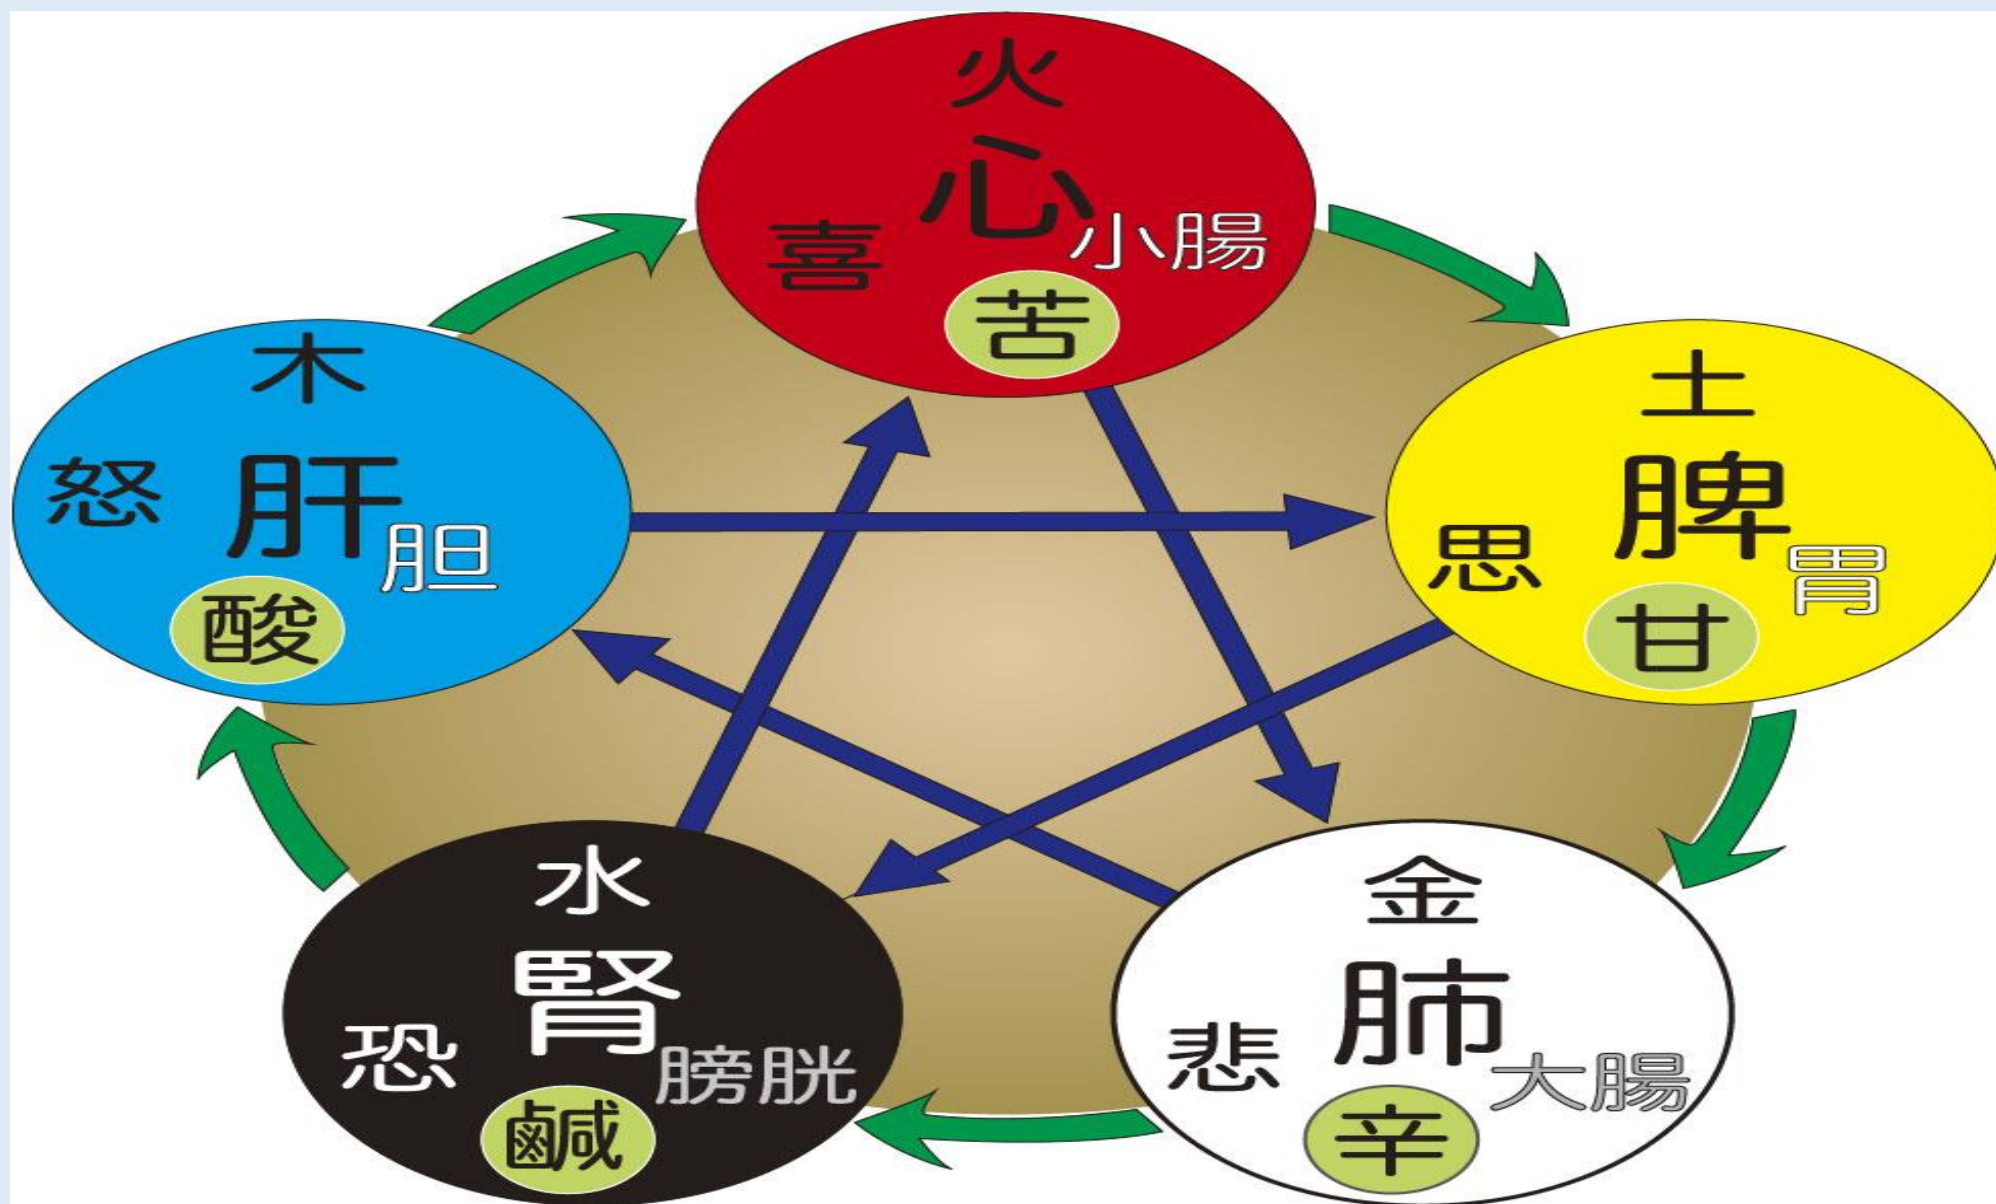 火
心
喜
小腸
苦
木
肝
怒
胆
酸
土
脾
思
胃
甘
水
腎
恐
膀胱
鹹
金
肺
悲
大腸
辛